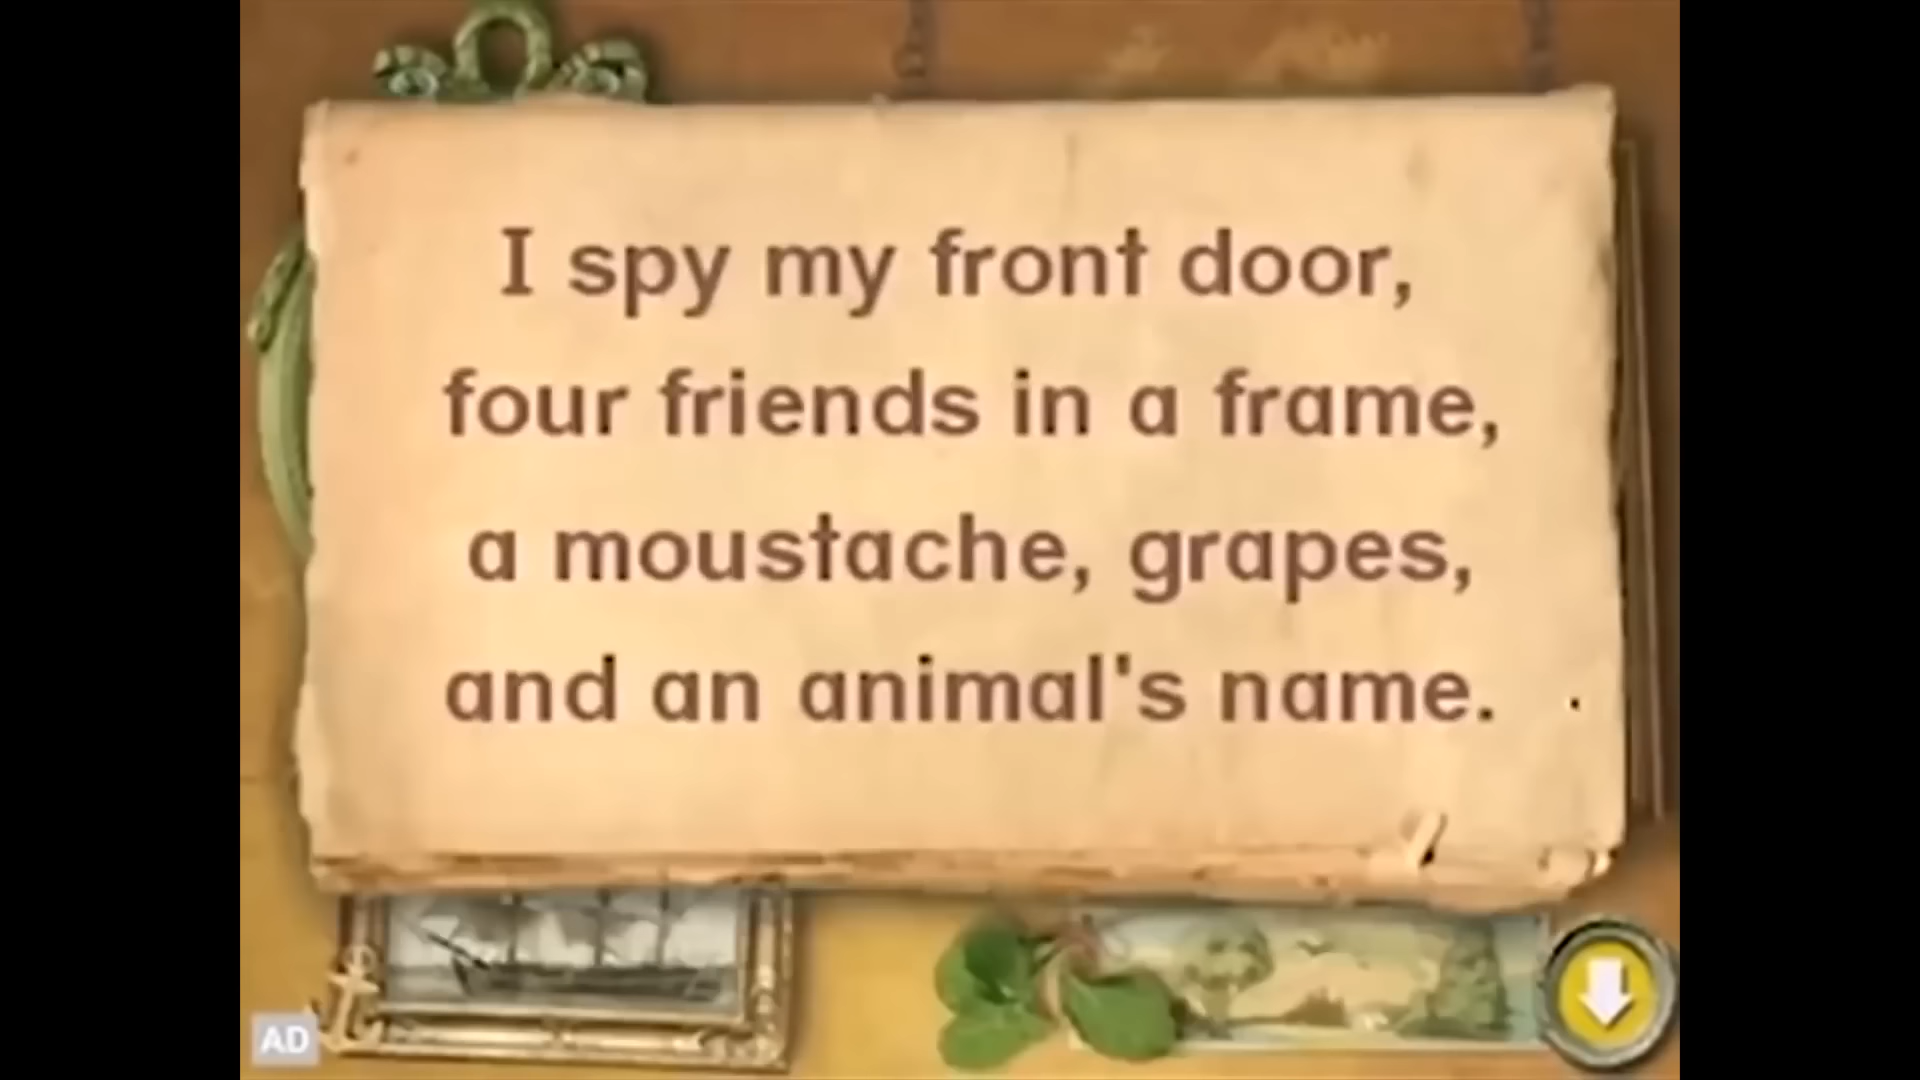 I spy my front door,
four friends in a frame,
a moustache, grapes,
and an animal's name.
AD